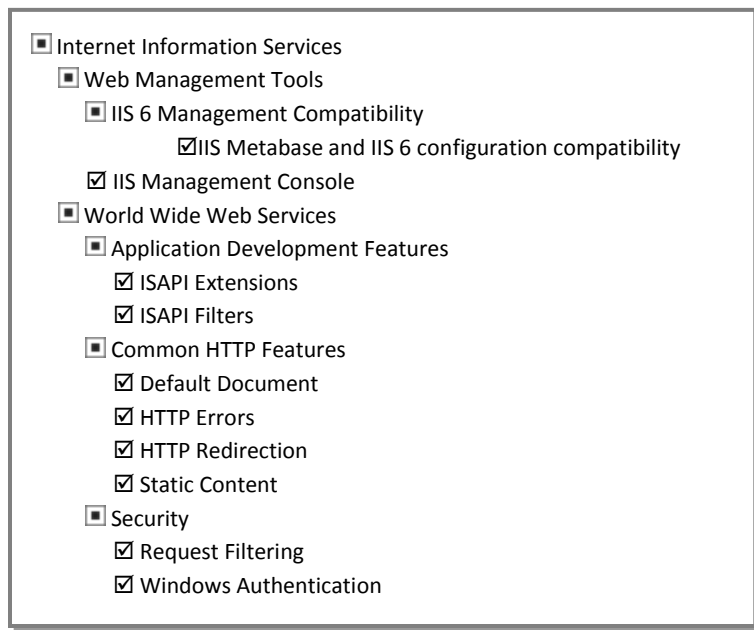 Internet Information Services
Web Management Tools
IIS 6 Management Compatibility
IIS Metabase and IIS 6 configuration compatibility
IIS Management Console
World Wide Web Services
Application Development Features
ISAPI Extensions
ISAPI Filters
Common HTTP Features
Default Document
HTTP Errors
HTTP Redirection
Static Content
Security
Request Filtering
Windows Authentication